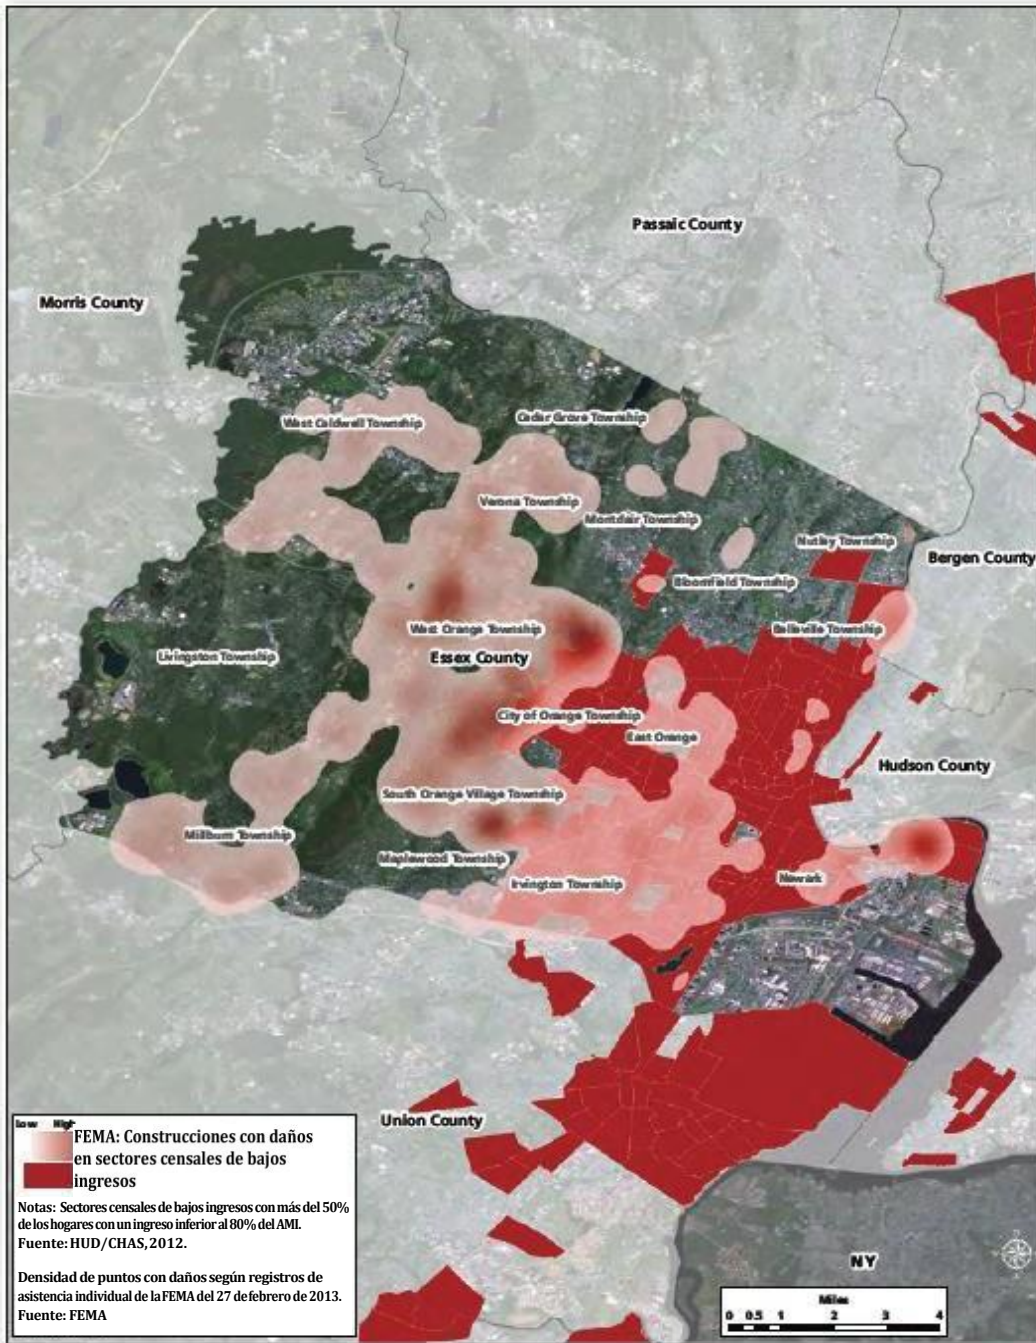 Passaic County
Morris County
West Caldwell Township
Cedar Grove Township
Verona Township
Montclair Township
Nutley Township
Bergen County
Bloomfield Township
West Orange Township
Belleville Township
Livingston Township
Essex County
City of Orange Township
East Orange
Hudson County
South Orange Village Township
Millburn Township
Maplewood Township
Irvington Township
Newark
Union County
NY
Low High
FEMA: Construcciones con daños
en sectores censales de bajos
ingresos
Notas: Sectores censales de bajos ingresos con más del 50%
de los hogares con un ingreso inferior al 80% del AMI.
Fuente: HUD/CHAS, 2012.
Densidad de puntos con daños según registros de
asistencia individual de la FEMA del 27 de febrero de 2013.
Fuente: FEMA
Miles
0 0.5 1 2 3 4